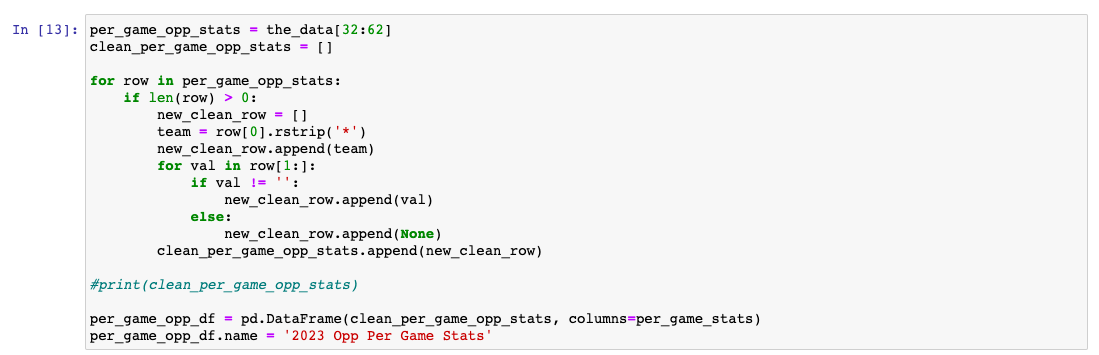 In [13]: per_game_opp_stats = the_data[32:62]
clean_per_game_opp_stats = []
for row in per_game_opp_stats:
    if len(row) > 0:
        new_clean_row = []
        team = row[0].rstrip('*')
        new_clean_row.append(team)
        for val in row[1:]:
            if val != '':
                new_clean_row.append(val)
            else:
                new_clean_row.append(None)
        clean_per_game_opp_stats.append(new_clean_row)
#print(clean_per_game_opp_stats)
per_game_opp_df = pd.DataFrame(clean_per_game_opp_stats, columns=per_game_stats)
per_game_opp_df.name = '2023 Opp Per Game Stats'